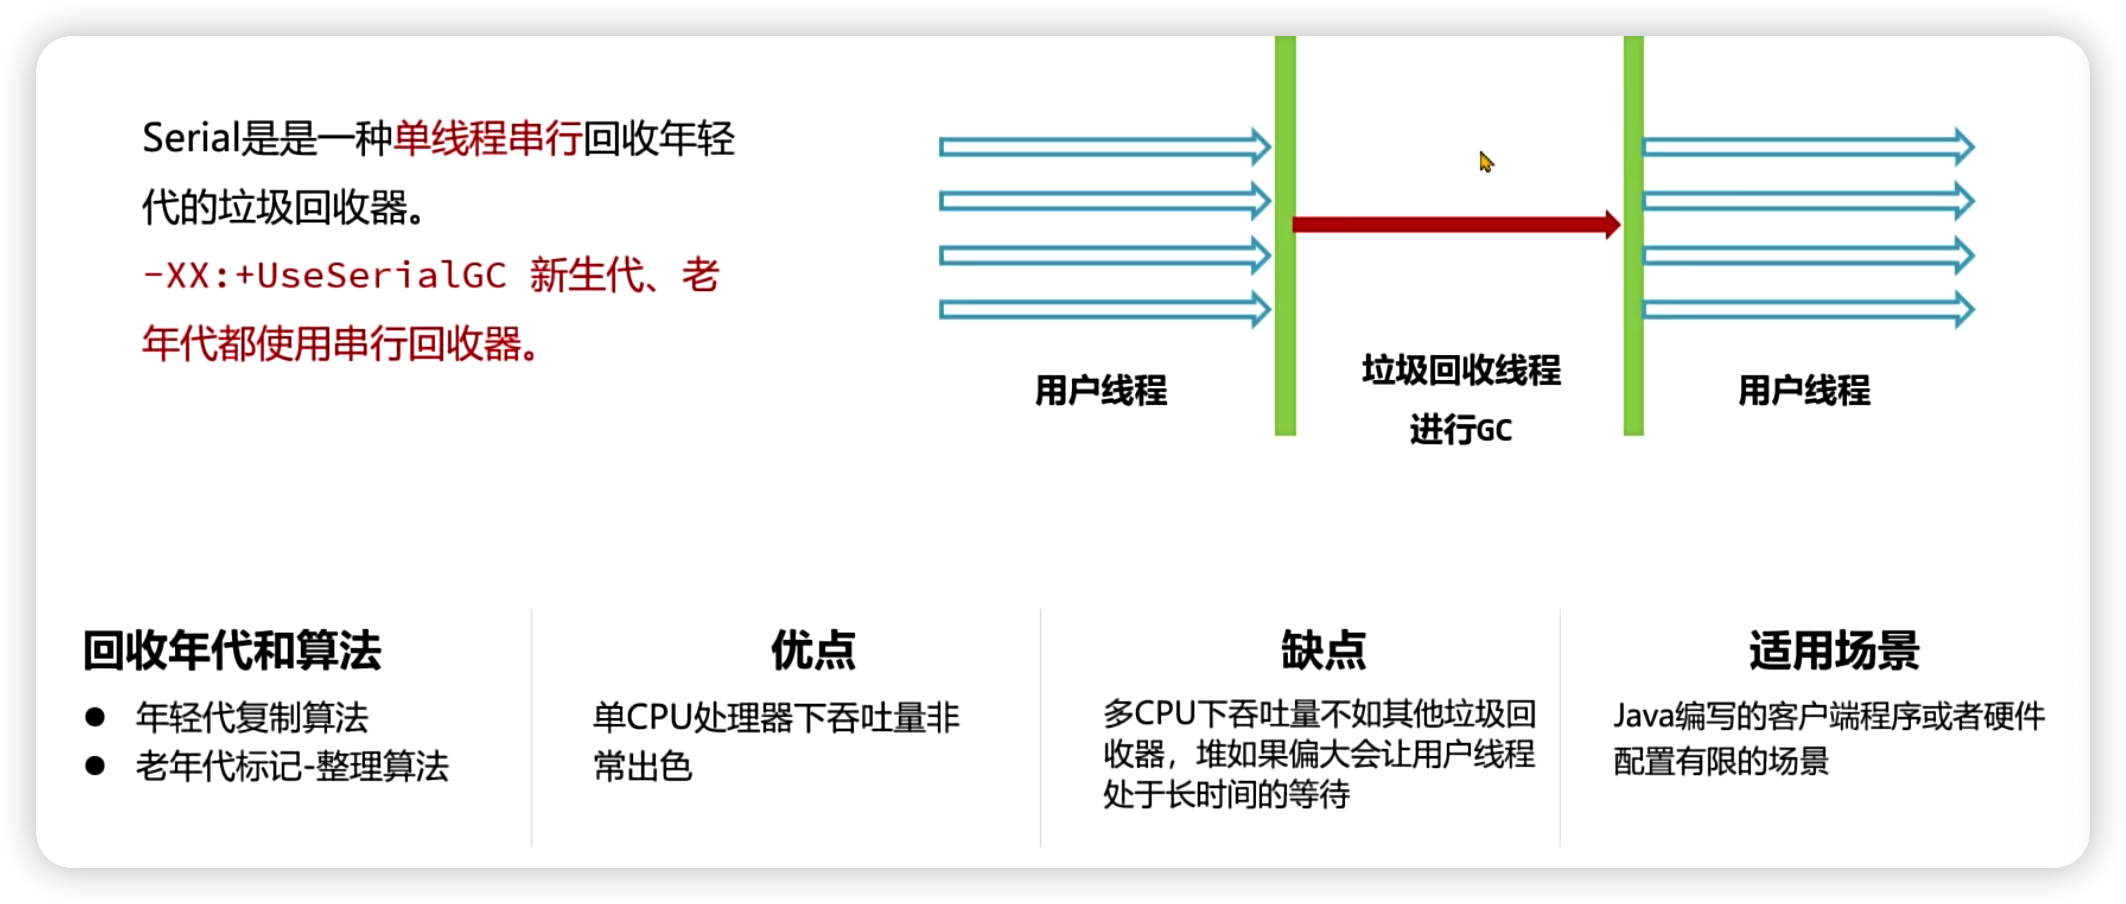 Serial是是一种单线程串行回收年轻
代的垃圾回收器。
-XX:+UseSerialGC 新生代、老
年代都使用串行回收器。
用户线程
垃圾回收线程
进行GC
用户线程
回收年代和算法
● 年轻代复制算法
● 老年代标记-整理算法
优点
单CPU处理器下吞吐量非
常出色
缺点
多CPU下吞吐量不如其他垃圾回
收器，堆如果偏大会让用户线程
处于长时间的等待
适用场景
Java编写的客户端程序或者硬件
配置有限的场景